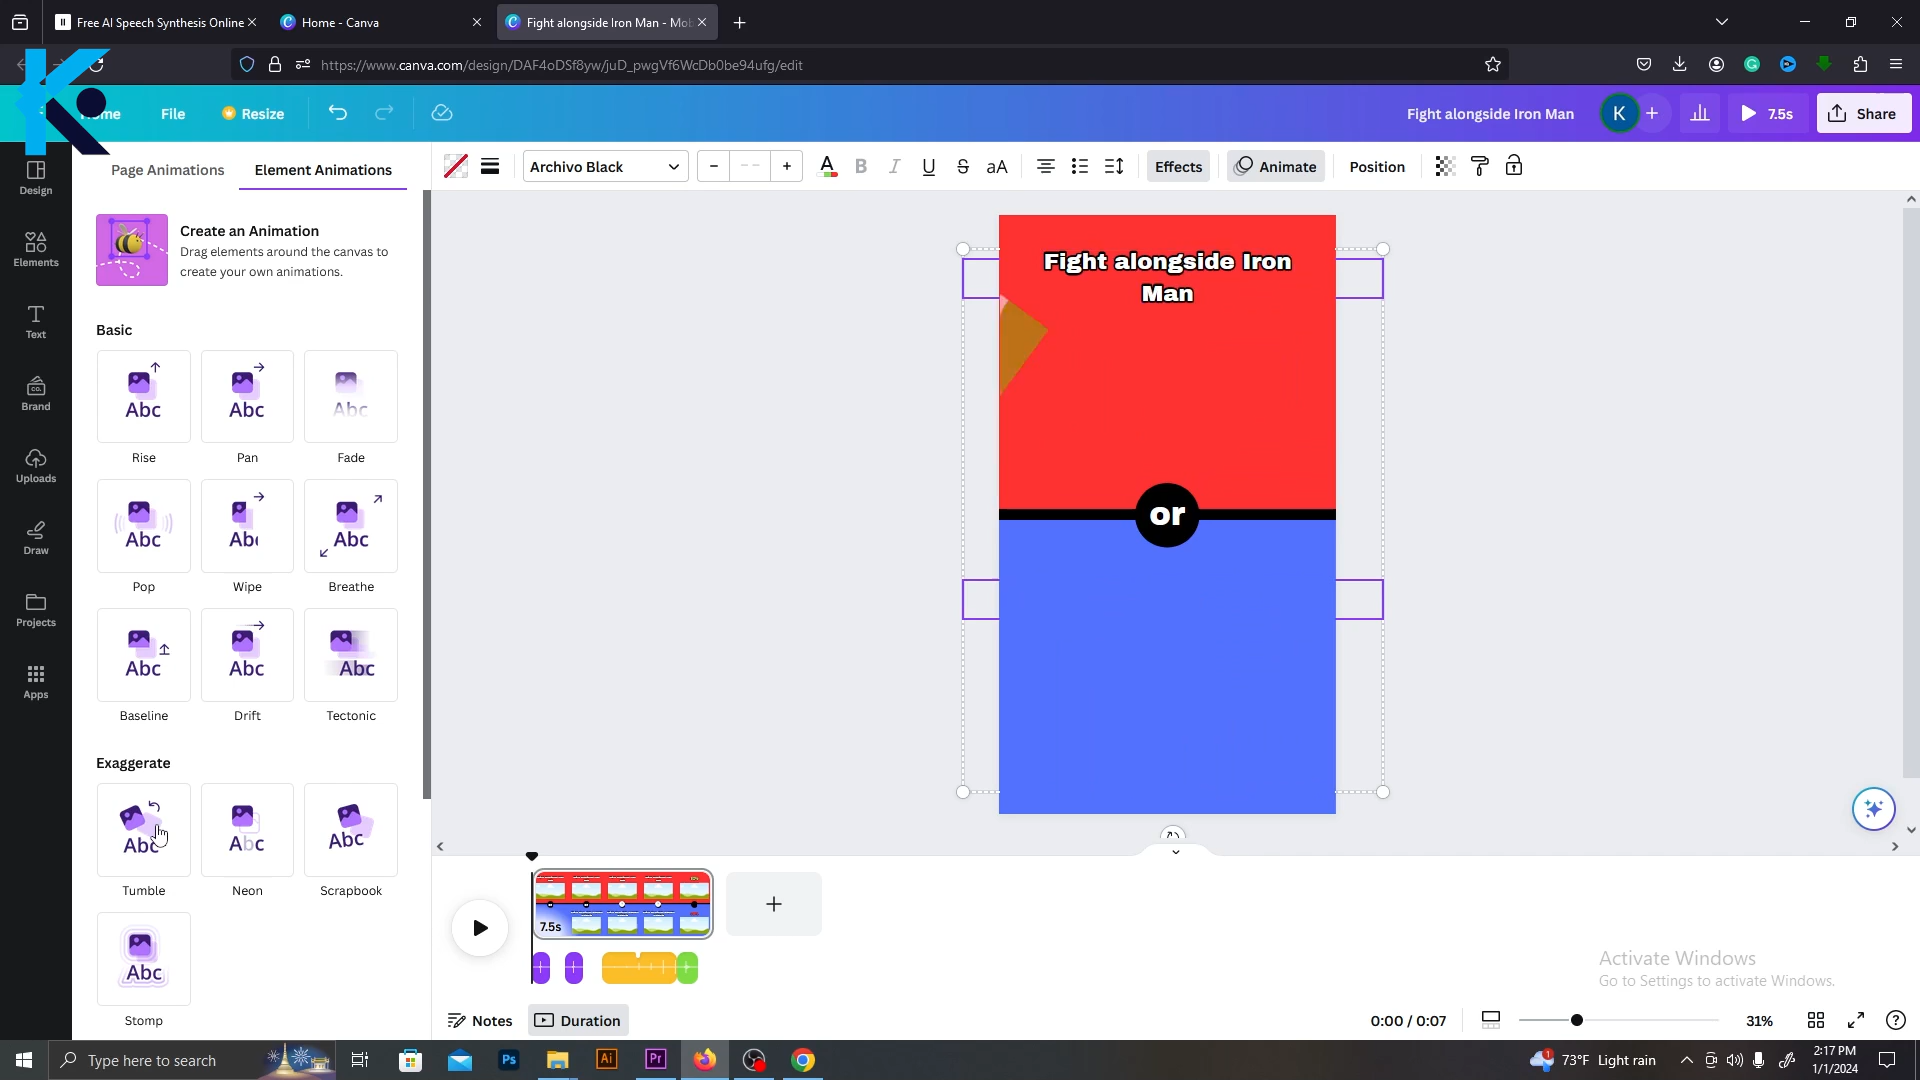 Free AI Speech Synthesis Online
Home - Canva
Fight alongside Iron Man - Mob
https://www.canva.com/design/DAF4oDSf8yw/juD_pwgVf6WcDb0be94ufg/edit
File
Resize
Fight alongside Iron Man
K
7.5s
Share
Page Animations
Element Animations
Archivo Black
aA
Effects
Animate
Position
Design
Elements
Text
Brand
Uploads
Draw
Projects
Apps
Create an Animation
Drag elements around the canvas to
create your own animations.
Basic
Abc
Abc
Abc
Rise
Pan
Fade
Abc
Abc
Abc
Pop
Wipe
Breathe
Abc
Abc
Abc
Baseline
Drift
Tectonic
Exaggerate
Abc
Abc
Abc
Tumble
Neon
Scrapbook
Abc
Stomp
Fight alongside Iron
Man
or
7.5s
Activate Windows
Go to Settings to activate Windows.
Notes
Duration
0:00 / 0:07
31%
Type here to search
Ps
Ai
Pr
73°F Light rain
2:17 PM
1/1/2024